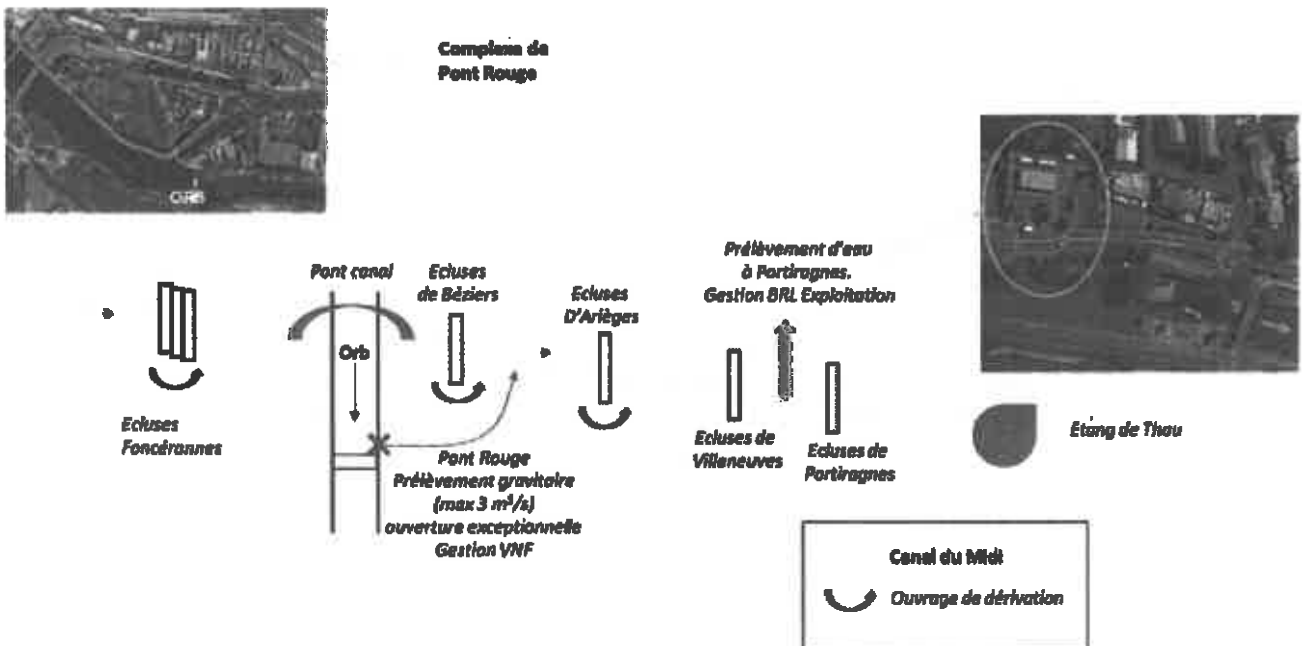 Complexe de
Pont Rouge
ORB
Pont canal
Ecluses
de Béziers
Ecluses
D'Arièges
Prélèvement d'eau
à Portiragnes.
Gestion BRL Exploitation
Orb
Ecluses
Foncérannes
Pont Rouge
Prélèvement gravitaire
(max 3 m³/s)
ouverture exceptionnelle
Gestion VNF
Ecluses de
Villeneuves
Ecluses de
Portiragnes
Etang de Thau
Canal du Midi
Ouvrage de dérivation